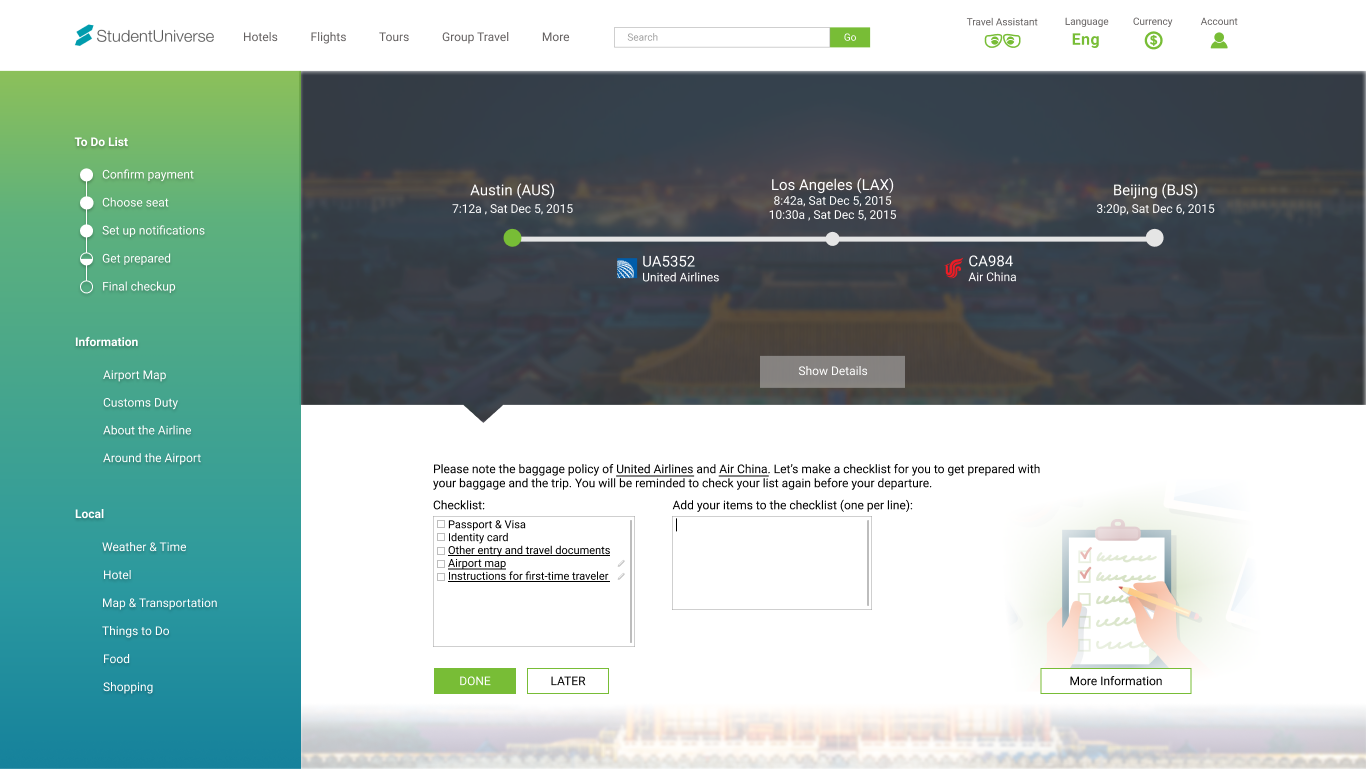 StudentUniverse
Hotels
Flights
Tours
Group Travel
More
Search
Go
Travel Assistant
Language
Eng
Currency
$
Account
To Do List
Confirm payment
Choose seat
Set up notifications
Get prepared
Final checkup
Information
Airport Map
Customs Duty
About the Airline
Around the Airport
Local
Weather & Time
Hotel
Map & Transportation
Things to Do
Food
Shopping
Austin (AUS)
7:12a , Sat Dec 5, 2015
Los Angeles (LAX)
8:42a, Sat Dec 5, 2015
10:30a , Sat Dec 5, 2015
Beijing (BJS)
3:20p, Sat Dec 6, 2015
UA5352
United Airlines
CA984
Air China
Show Details
Please note the baggage policy of United Airlines and Air China. Let's make a checklist for you to get prepared with
your baggage and the trip. You will be reminded to check your list again before your departure.
Checklist:
Passport & Visa
Identity card
Other entry and travel documents
Airport map
Instructions for first-time traveler
Add your items to the checklist (one per line):
DONE
LATER
More Information